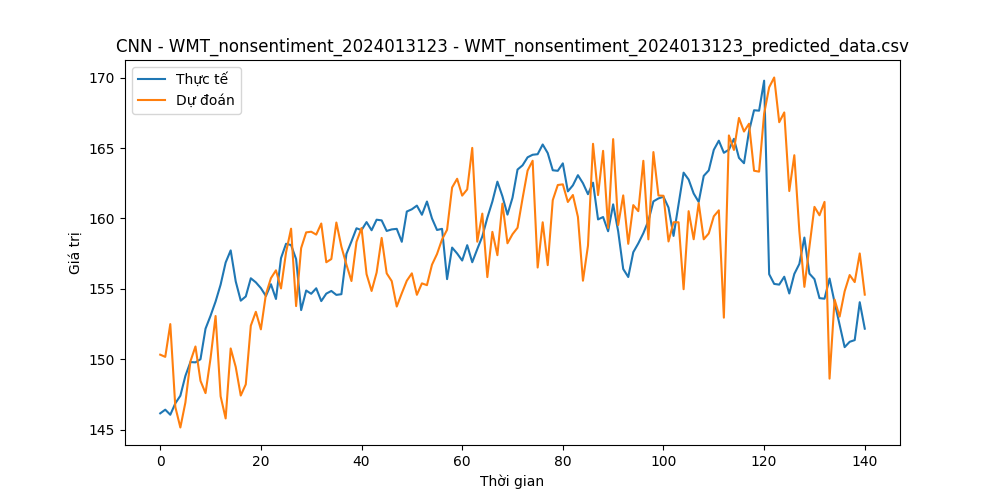 CNN - WMT_nonsentiment_2024013123 - WMT_nonsentiment_2024013123_predicted_data.csv
Thực tế
Dự đoán
Giá trị
170
165
160
155
150
145
0 20 40 60 80 100 120 140
Thời gian